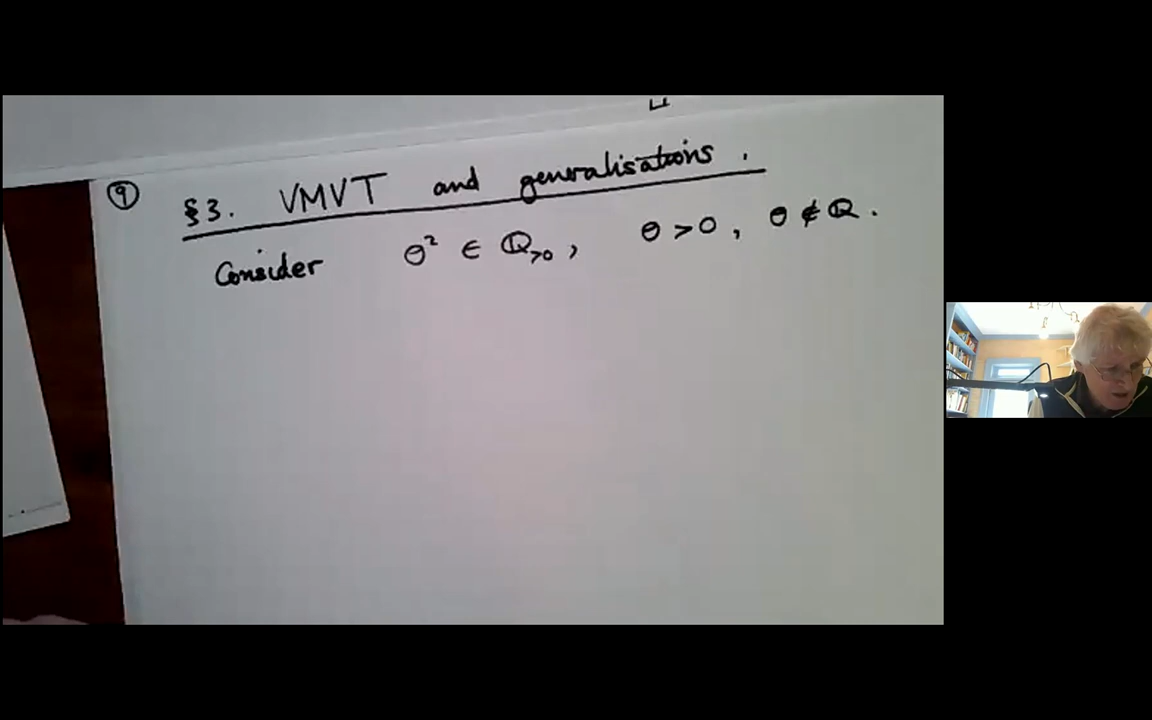 ⑨ §3. VMVT and generalisations.
Consider θ² ∈ ℚ>0, θ > 0, θ ∉ ℚ.